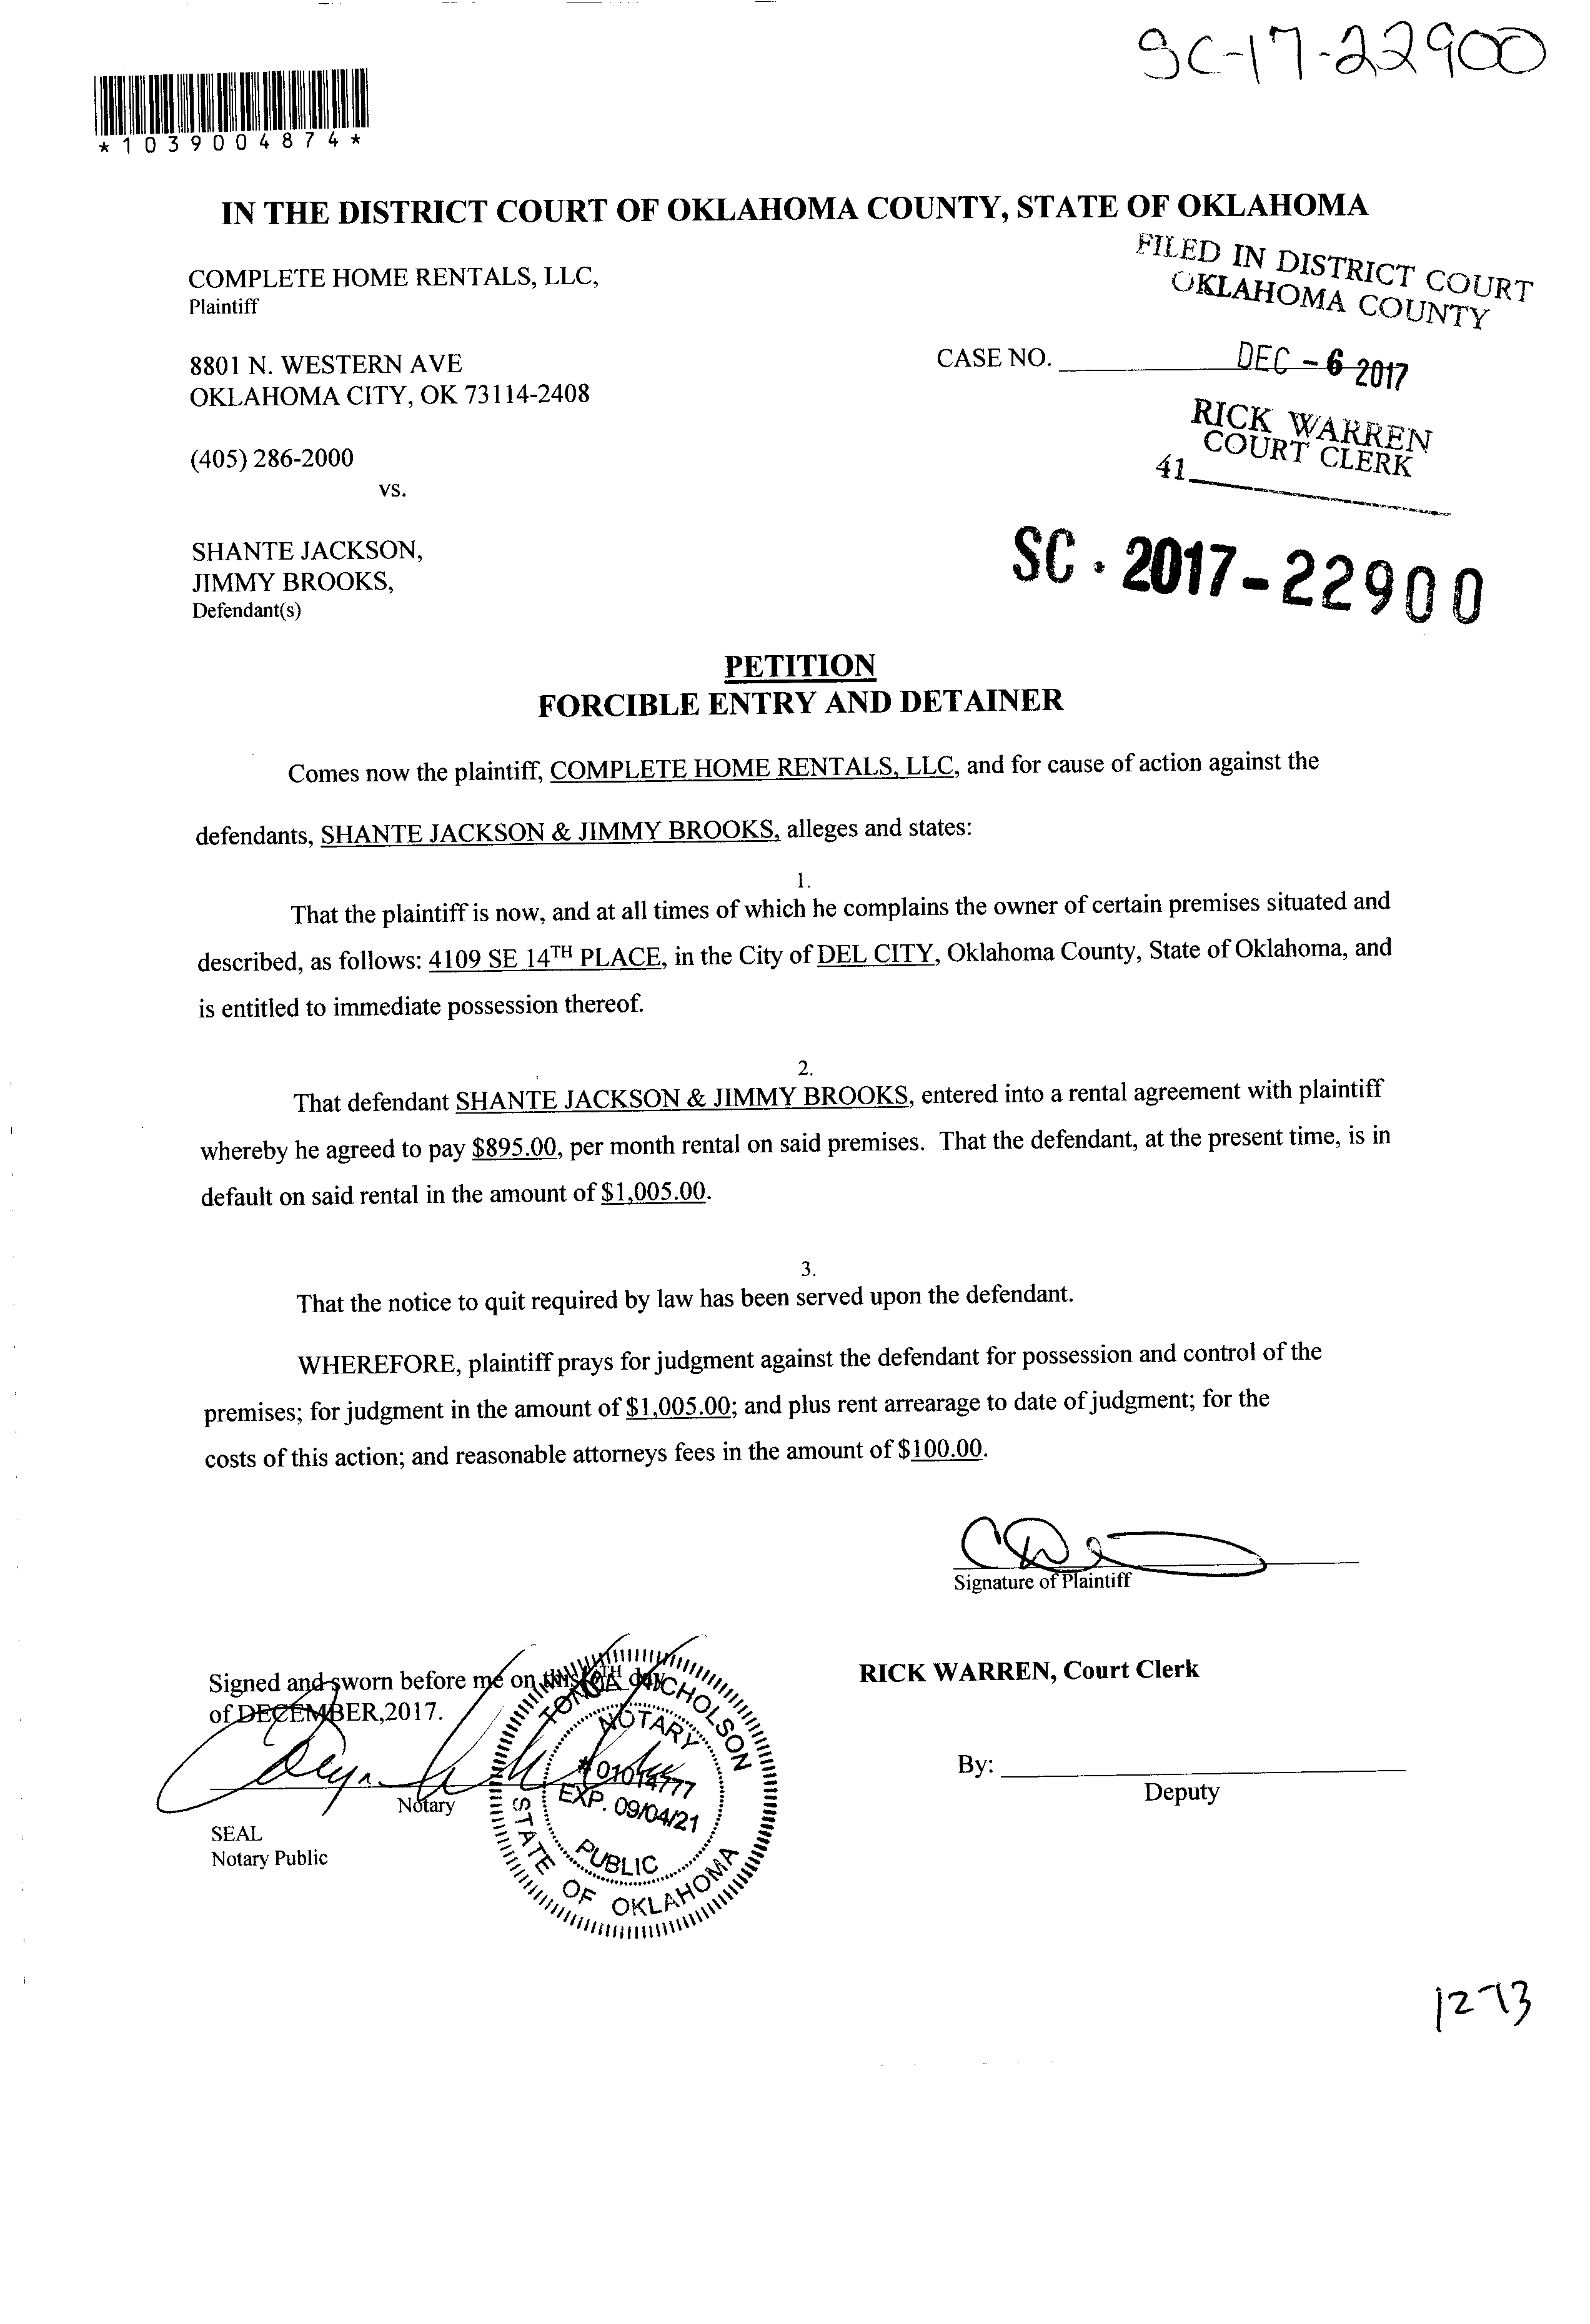 SC-17-22900
*1039004874*
IN THE DISTRICT COURT OF OKLAHOMA COUNTY, STATE OF OKLAHOMA
FILED IN DISTRICT COURT
OKLAHOMA COUNTY
COMPLETE HOME RENTALS, LLC,
Plaintiff
8801 N. WESTERN AVE
OKLAHOMA CITY, OK 73114-2408
CASE NO.
DEC - 6 2017
RICK WARREN
COURT CLERK
41
(405) 286-2000
vs.
SHANTE JACKSON,
JIMMY BROOKS,
Defendant(s)
SC - 2017-22900
PETITION
FORCIBLE ENTRY AND DETAINER
Comes now the plaintiff, COMPLETE HOME RENTALS, LLC, and for cause of action against the
defendants, SHANTE JACKSON & JIMMY BROOKS, alleges and states:
1.
That the plaintiff is now, and at all times of which he complains the owner of certain premises situated and
described, as follows: 4109 SE 14TH PLACE, in the City of DEL CITY, Oklahoma County, State of Oklahoma, and
is entitled to immediate possession thereof.
2.
That defendant SHANTE JACKSON & JIMMY BROOKS, entered into a rental agreement with plaintiff
whereby he agreed to pay $895.00, per month rental on said premises. That the defendant, at the present time, is in
default on said rental in the amount of $1,005.00.
3.
That the notice to quit required by law has been served upon the defendant.
WHEREFORE, plaintiff prays for judgment against the defendant for possession and control of the
premises; for judgment in the amount of $1,005.00; and plus rent arrearage to date of judgment; for the
costs of this action; and reasonable attorneys fees in the amount of $100.00.
Signature of Plaintiff
Signed and sworn before me on this day
of DECEMBER,2017.
RICK WARREN, Court Clerk
By:
Deputy
Notary
SEAL
Notary Public
NICHOLSON
NOTARY
# 01014777
EXP. 09/04/21
PUBLIC
STATE OF OKLAHOMA
12-13